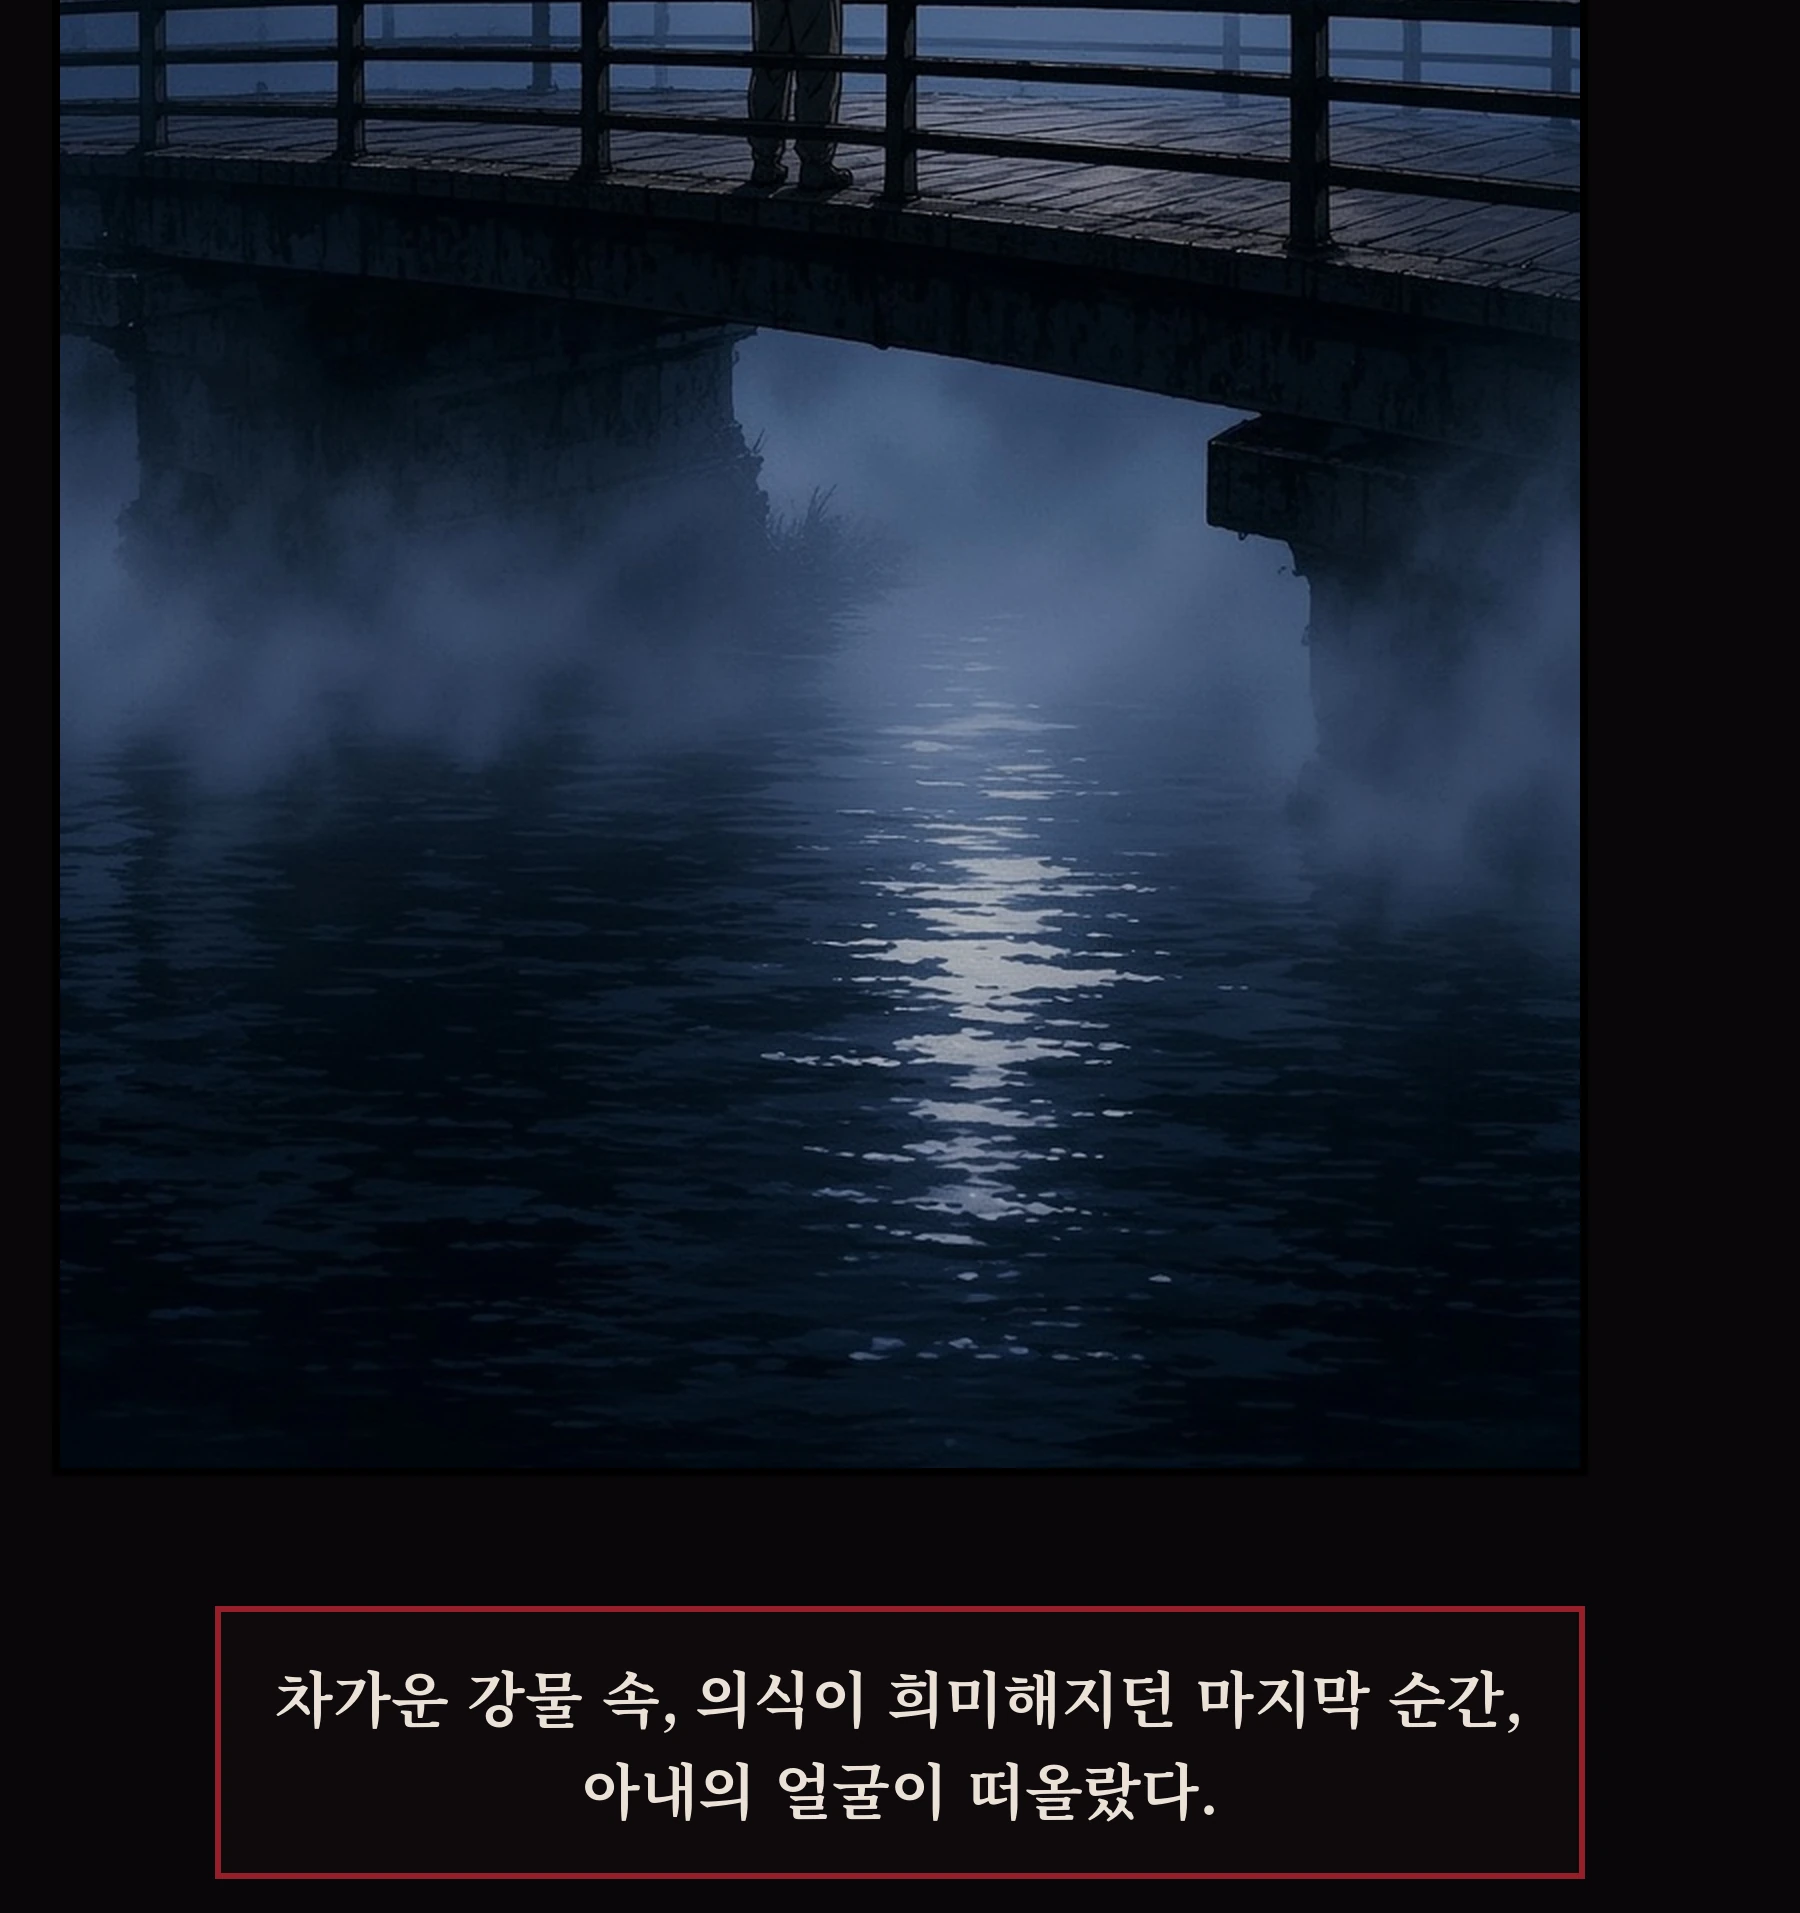 차가운 강물 속, 의식이 희미해지던 마지막 순간,
아내의 얼굴이 떠올랐다.